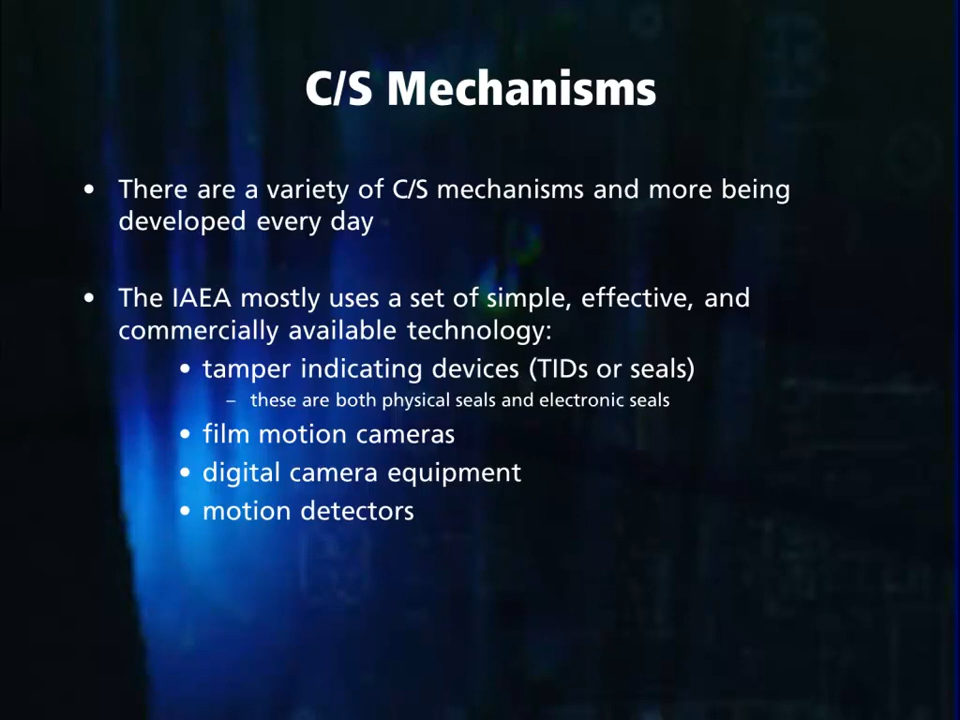 C/S Mechanisms
• There are a variety of C/S mechanisms and more being
developed every day
• The IAEA mostly uses a set of simple, effective, and
commercially available technology:
• tamper indicating devices (TIDs or seals)
– these are both physical seals and electronic seals
• film motion cameras
• digital camera equipment
• motion detectors